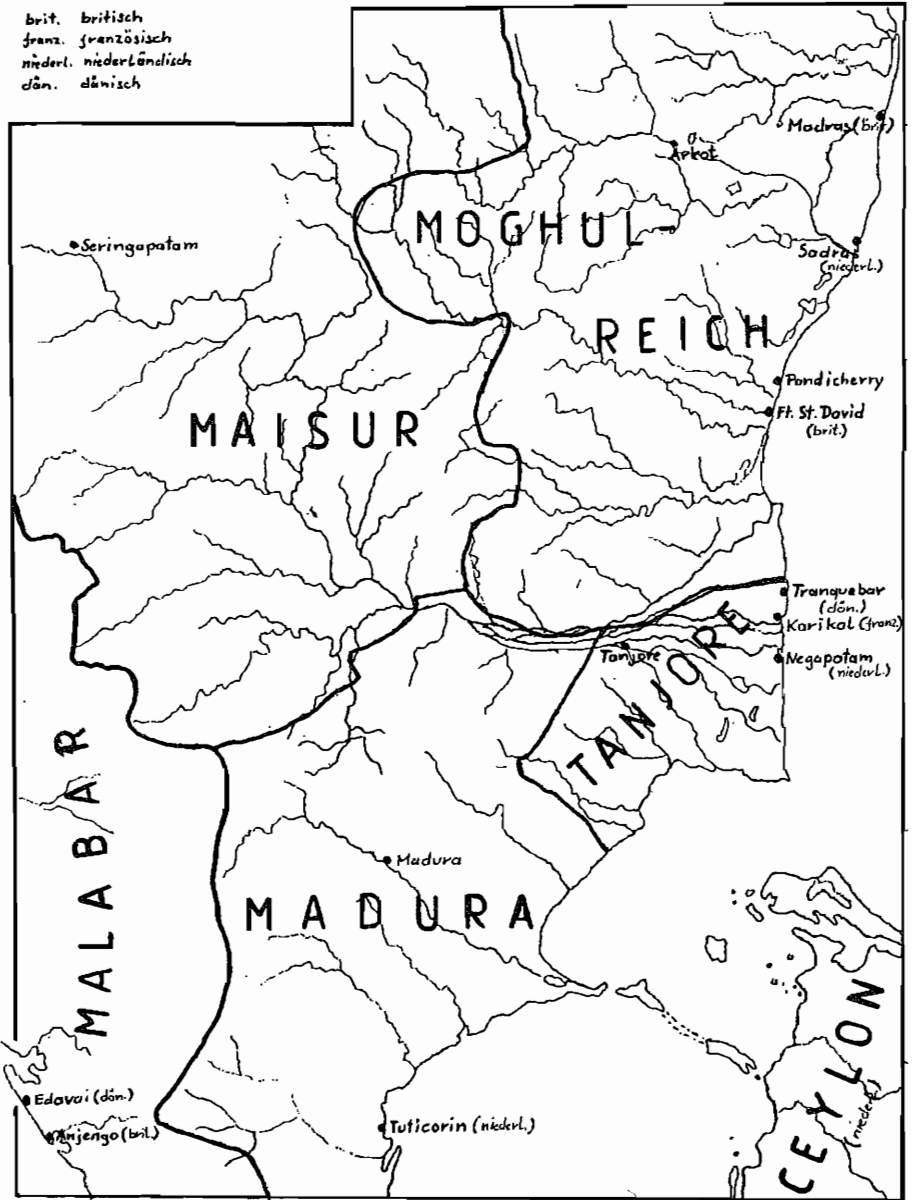 brit. britisch
franz. französisch
niederl. niederländisch
dän. dänisch
Madras (brit)
Arkot
MOGHUL-
Seringapatam
Sadras
(niederl.)
REICH
Pondicherry
Ft. St. David
(brit.)
MAISUR
Tranquebar
(dän.)
Karikal (franz)
Tanjore
Negapatam
(niederl.)
TANJORE
MALABAR
Madura
MADURA
CEYLON
(niederl.)
Edavai (dän.)
Anjengo (brit.)
Tuticorin (niederl.)